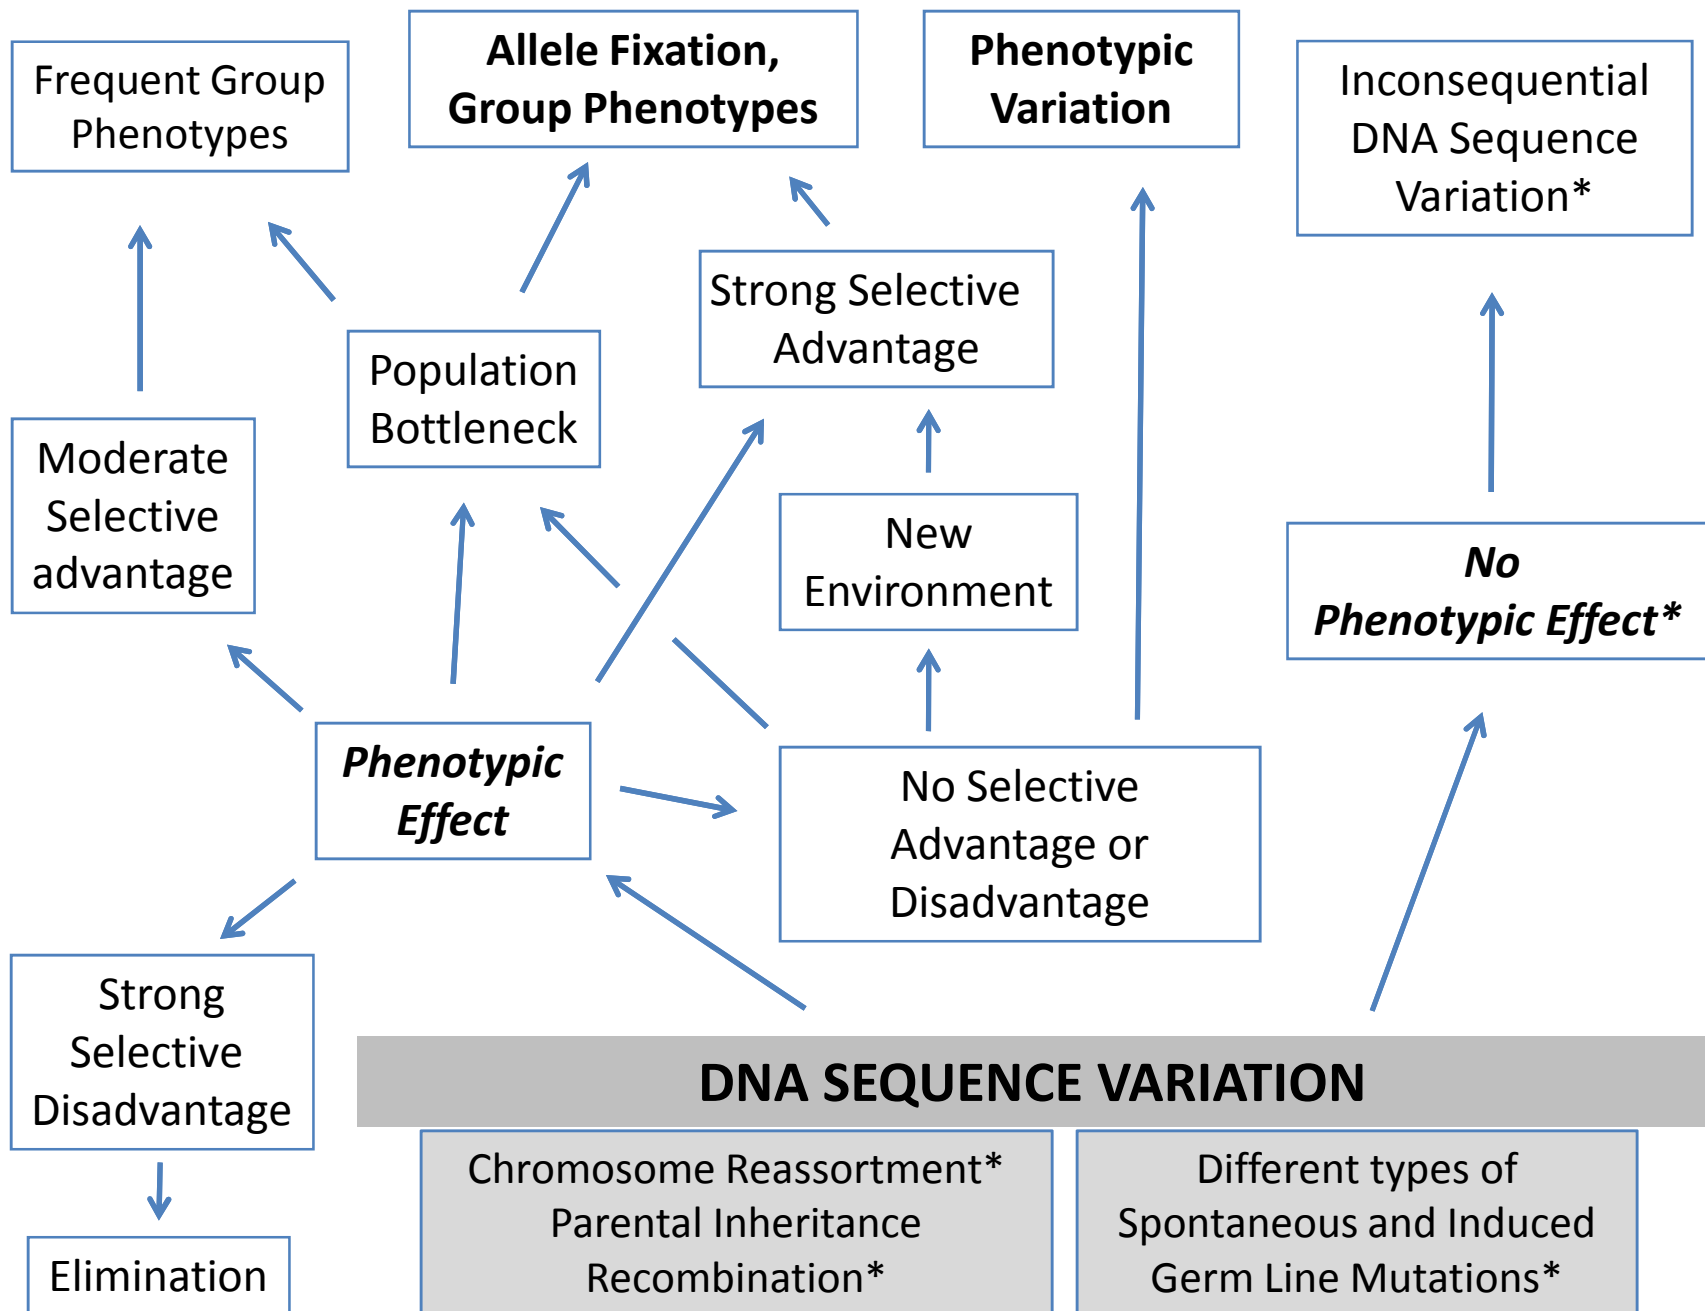 Frequent Group
Phenotypes
Allele Fixation,
Group Phenotypes
Phenotypic
Variation
Inconsequential
DNA Sequence
Variation*
Strong Selective
Advantage
Population
Bottleneck
Moderate
Selective
advantage
New
Environment
No
Phenotypic Effect*
Phenotypic
Effect
No Selective
Advantage or
Disadvantage
Strong
Selective
Disadvantage
Elimination
DNA SEQUENCE VARIATION
Chromosome Reassortment*
Parental Inheritance
Recombination*
Different types of
Spontaneous and Induced
Germ Line Mutations*